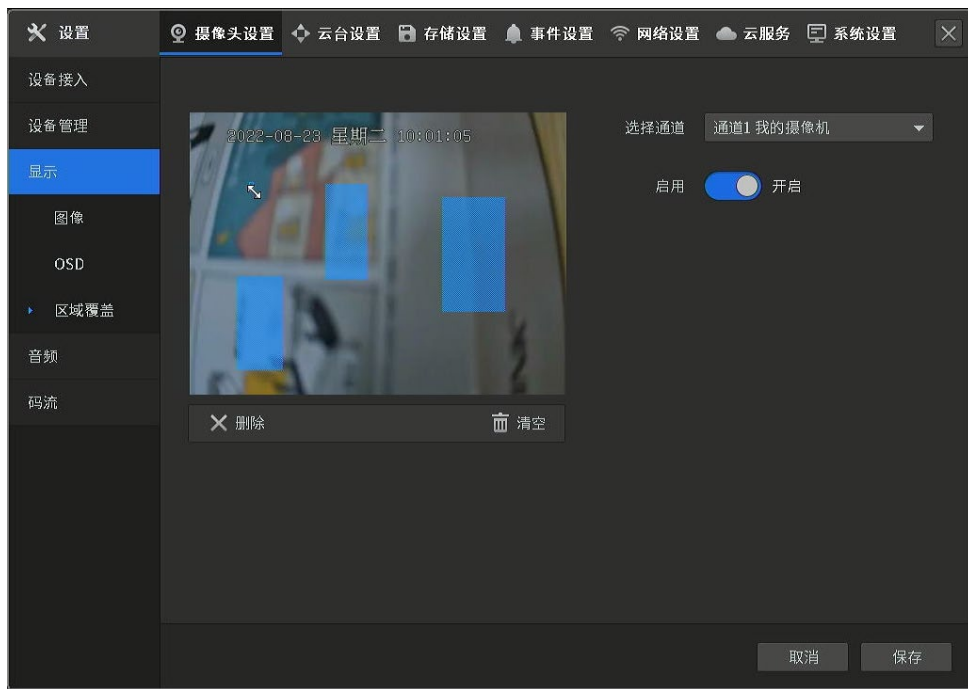 设置 摄像头设置 云台设置 存储设置 事件设置 网络设置 云服务 系统设置
设备接入
设备管理
显示
图像
OSD
区域覆盖
音频
码流
2022-08-23 星期二 10:01:05
删除 清空
选择通道 通道1 我的摄像机
启用 开启
取消 保存